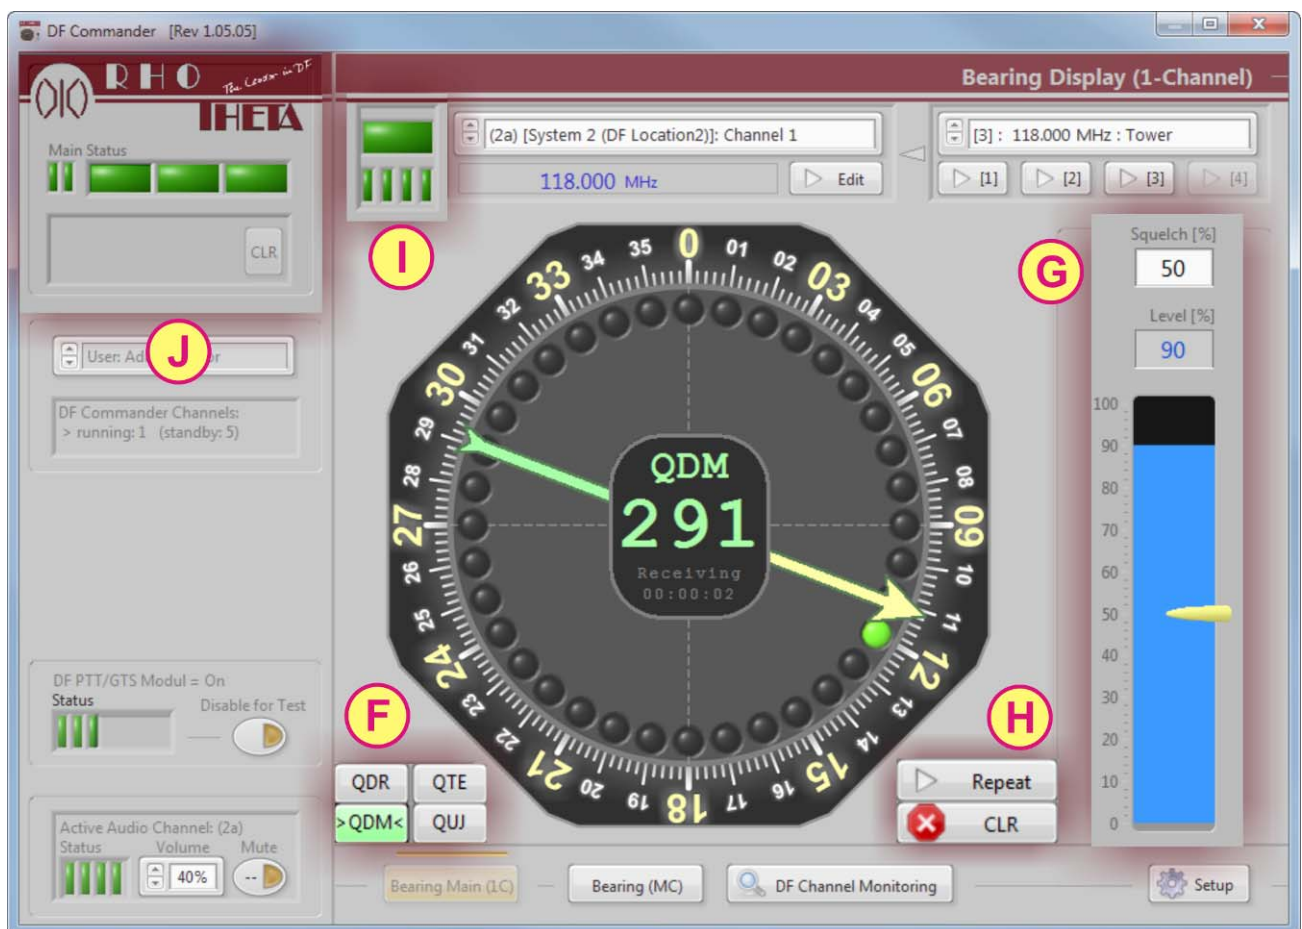 DF Commander [Rev 1.05.05]
RHO
The Leader in DF
THETA
Bearing Display (1-Channel)
Main Status
CLR
J
User: Ad
or
DF Commander Channels:
> running: 1 (standby: 5)
DF PTT/GTS Modul = On
Status
Disable for Test
Active Audio Channel: (2a)
Status Volume Mute
40% --
I
(2a) [System 2 (DF Location2)]: Channel 1
118.000 MHz
Edit
[3] : 118.000 MHz : Tower
[1] [2] [3] [4]
0 01 02 03 04 05 06 07 08 09 10 11 12 13 14 15 16 17 18 19 20 21 22 23 24 25 26 27 28 29 30 31 32 33 34 35
QDM
291
Receiving
00:00:02
G
Squelch [%]
50
Level [%]
90
100
90
80
70
60
50
40
30
20
10
0
F
QDR QTE
>QDM< QUJ
H
Repeat
CLR
Bearing Main (1C) Bearing (MC) DF Channel Monitoring Setup